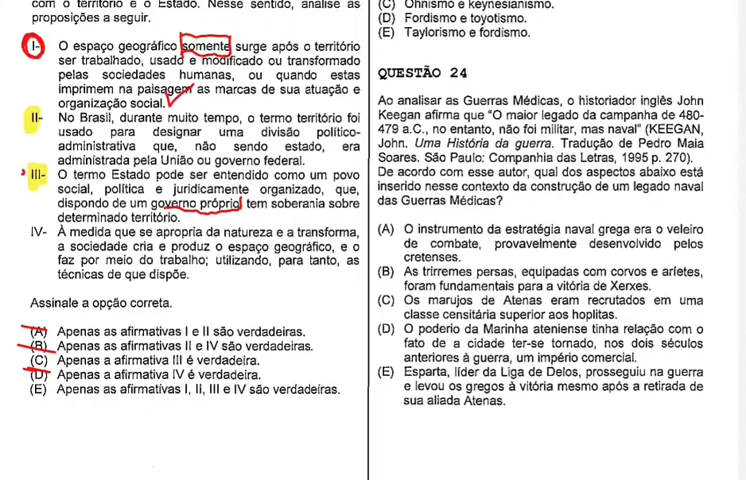 com o território e o Estado. Nesse sentido, analise as
proposições a seguir.
I- O espaço geográfico somente surge após o território
ser trabalhado, usado e modificado ou transformado
pelas sociedades humanas, ou quando estas
imprimem na paisagem as marcas de sua atuação e
organização social.
II- No Brasil, durante muito tempo, o termo território foi
usado para designar uma divisão político-
administrativa que, não sendo estado, era
administrada pela União ou governo federal.
III- O termo Estado pode ser entendido como um povo
social, política e juridicamente organizado, que,
dispondo de um governo próprio, tem soberania sobre
determinado território.
IV- À medida que se apropria da natureza e a transforma,
a sociedade cria e produz o espaço geográfico, e o
faz por meio do trabalho; utilizando, para tanto, as
técnicas de que dispõe.
Assinale a opção correta.
(A) Apenas as afirmativas I e II são verdadeiras.
(B) Apenas as afirmativas II e IV são verdadeiras.
(C) Apenas a afirmativa III é verdadeira.
(D) Apenas a afirmativa IV é verdadeira.
(E) Apenas as afirmativas I, II, III e IV são verdadeiras.
(C) Ohnismo e keynesianismo.
(D) Fordismo e toyotismo.
(E) Taylorismo e fordismo.
QUESTÃO 24
Ao analisar as Guerras Médicas, o historiador inglês John
Keegan afirma que “O maior legado da campanha de 480-
479 a.C., no entanto, não foi militar, mas naval” (KEEGAN,
John. Uma História da guerra. Tradução de Pedro Maia
Soares. São Paulo: Companhia das Letras, 1995 p. 270).
De acordo com esse autor, qual dos aspectos abaixo está
inserido nesse contexto da construção de um legado naval
das Guerras Médicas?
(A) O instrumento da estratégia naval grega era o veleiro
de combate, provavelmente desenvolvido pelos
cretenses.
(B) As trirremes persas, equipadas com corvos e aríetes,
foram fundamentais para a vitória de Xerxes.
(C) Os marujos de Atenas eram recrutados em uma
classe censitária superior aos hoplitas.
(D) O poderio da Marinha ateniense tinha relação com o
fato de a cidade ter-se tornado, nos dois séculos
anteriores à guerra, um império comercial.
(E) Esparta, líder da Liga de Delos, prosseguiu na guerra
e levou os gregos à vitória mesmo após a retirada de
sua aliada Atenas.